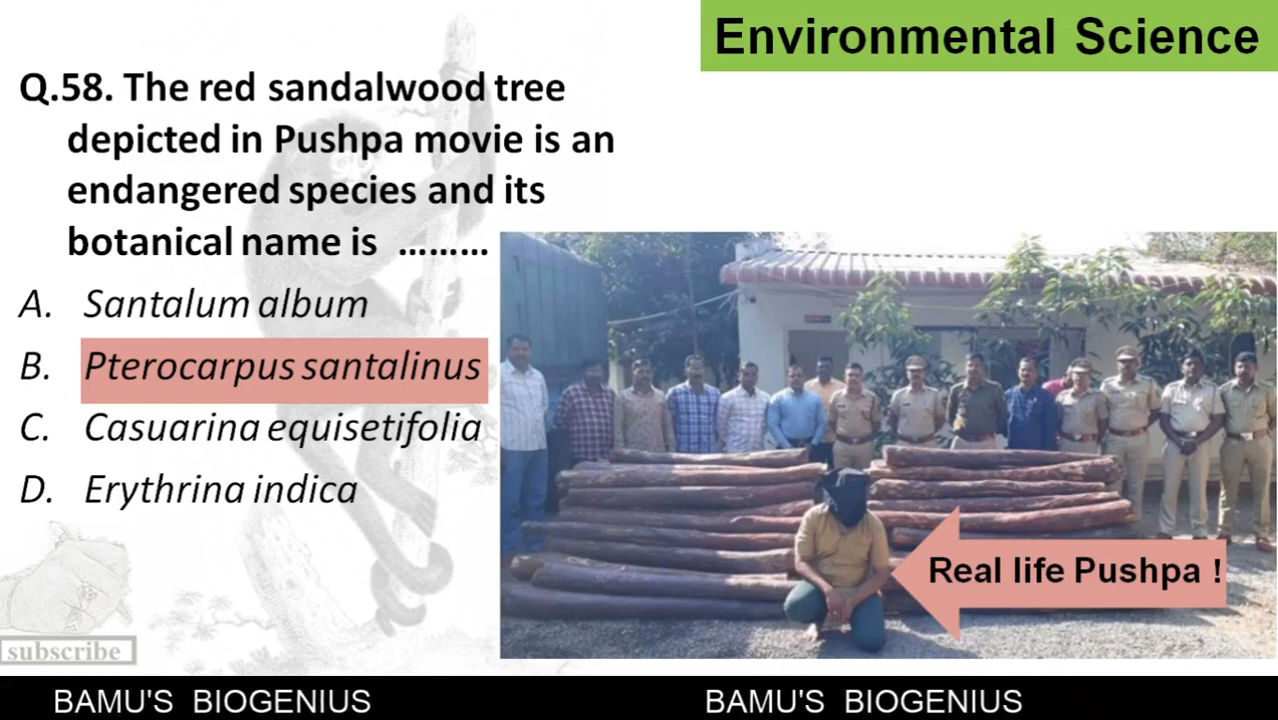 Environmental Science
Q.58. The red sandalwood tree
depicted in Pushpa movie is an
endangered species and its
botanical name is ………
A. Santalum album
B. Pterocarpus santalinus
C. Casuarina equisetifolia
D. Erythrina indica
Real life Pushpa !
subscribe
BAMU'S BIOGENIUS
BAMU'S BIOGENIUS